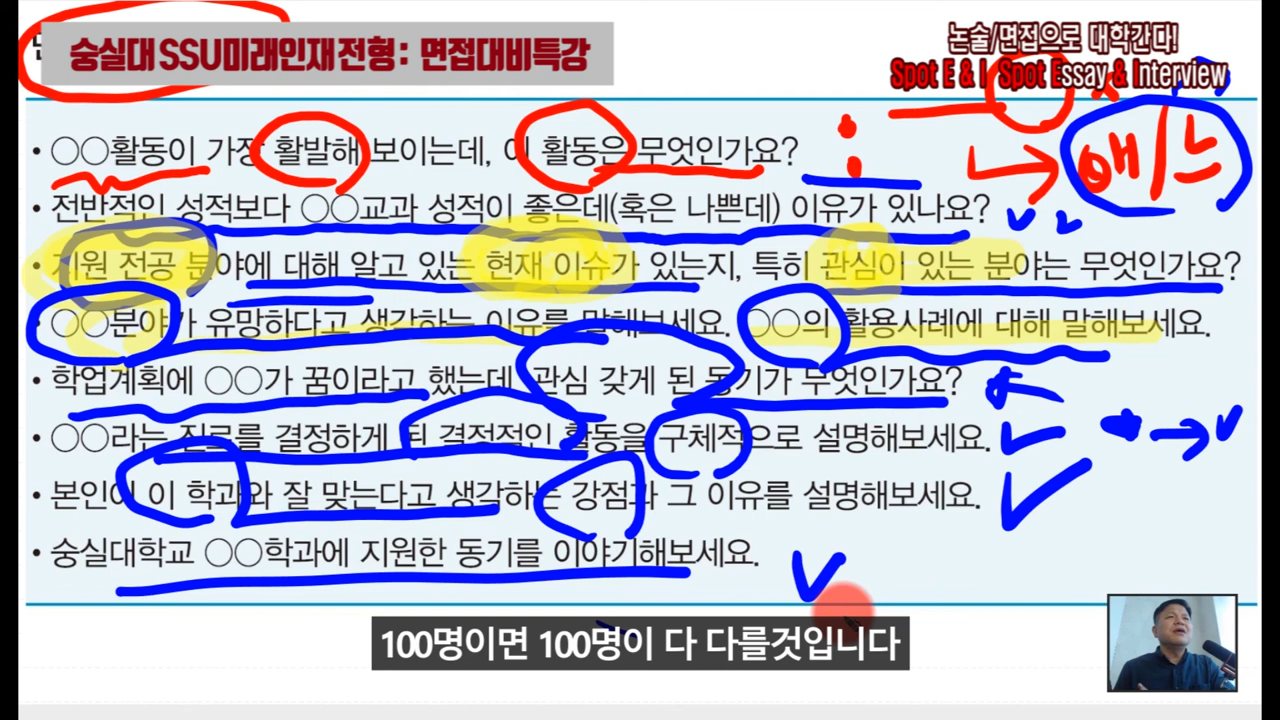 숭실대 SSU미래인재 전형 : 면접대비특강
논술/면접으로 대학간다!
Spot E & I Spot Essay & Interview
• ○○활동이 가장 활발해 보이는데, 이 활동은 무엇인가요?
• 전반적인 성적보다 ○○교과 성적이 좋은데(혹은 나쁜데) 이유가 있나요?
• 지원 전공 분야에 대해 알고 있는 현재 이슈가 있는지, 특히 관심이 있는 분야는 무엇인가요?
• ○○분야가 유망하다고 생각하는 이유를 말해보세요. ○○의 활용사례에 대해 말해보세요.
• 학업계획에 ○○가 꿈이라고 했는데, 관심 갖게 된 동기가 무엇인가요?
• ○○라는 진로를 결정하게 된 결정적인 활동을 구체적으로 설명해보세요.
• 본인이 이 학과와 잘 맞는다고 생각하는 강점과 그 이유를 설명해보세요.
• 숭실대학교 ○○학과에 지원한 동기를 이야기해보세요.
100명이면 100명이 다 다를것입니다